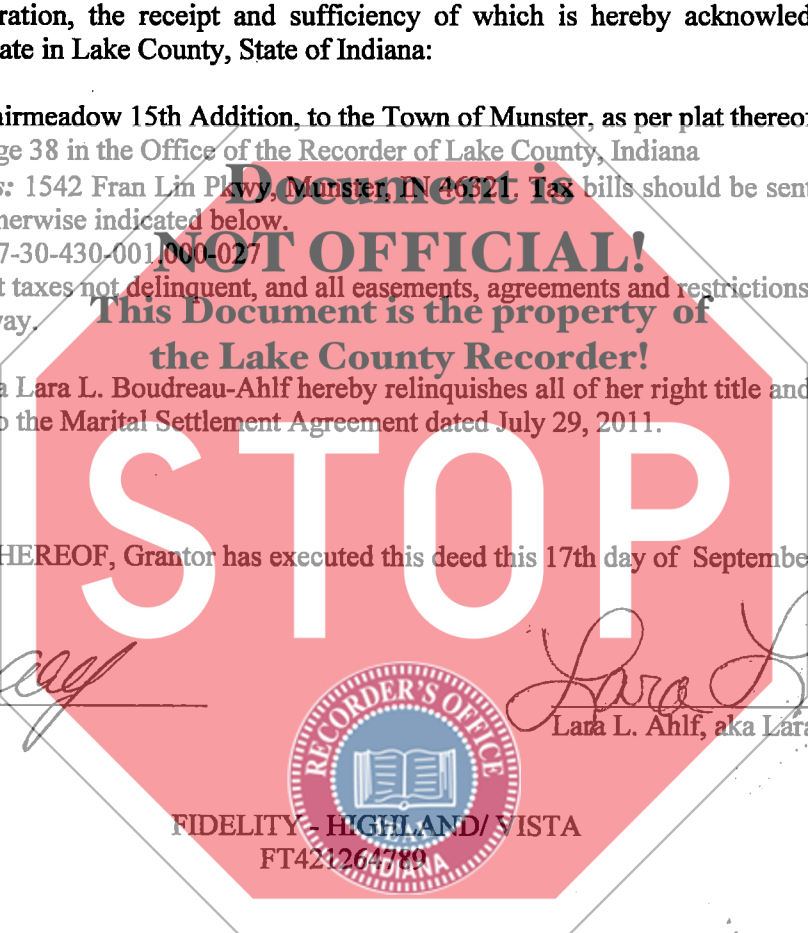 ration, the receipt and sufficiency of which is hereby acknowled
ate in Lake County, State of Indiana:
airmeadow 15th Addition, to the Town of Munster, as per plat thereof
ge 38 in the Office of the Recorder of Lake County, Indiana
s: 1542 Fran Lin Pkwy, Munster, IN 46321. Tax bills should be sent
herwise indicated below.
7-30-430-001.000-027
t taxes not delinquent, and all easements, agreements and restrictions
way.
Document is
NOT OFFICIAL!
This Document is the property of
the Lake County Recorder!
a Lara L. Boudreau-Ahlf hereby relinquishes all of her right title and
o the Marital Settlement Agreement dated July 29, 2011.
STOP
HEREOF, Grantor has executed this deed this 17th day of September
Lara L
Lara L. Ahlf, aka Lara
RECORDER'S OFFICE
SEAL
INDIANA
FIDELITY - HIGHLAND/ VISTA
FT421264789